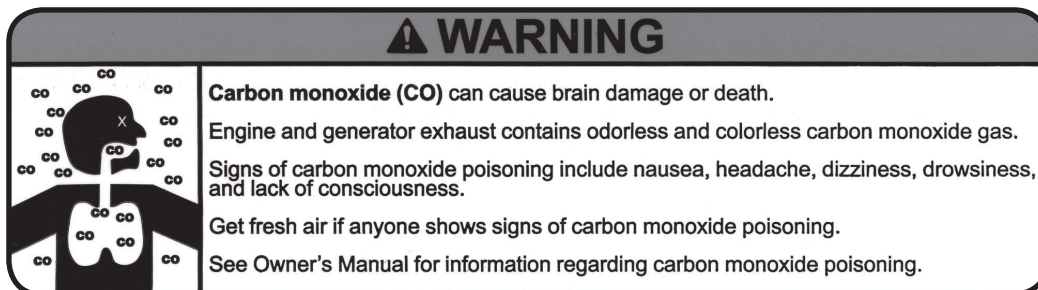 WARNING
CO
CO CO CO
CO
CO CO
CO
CO
CO CO
CO CO
CO
CO CO
CO CO
CO CO
Carbon monoxide (CO) can cause brain damage or death.
Engine and generator exhaust contains odorless and colorless carbon monoxide gas.
Signs of carbon monoxide poisoning include nausea, headache, dizziness, drowsiness,
and lack of consciousness.
Get fresh air if anyone shows signs of carbon monoxide poisoning.
See Owner's Manual for information regarding carbon monoxide poisoning.